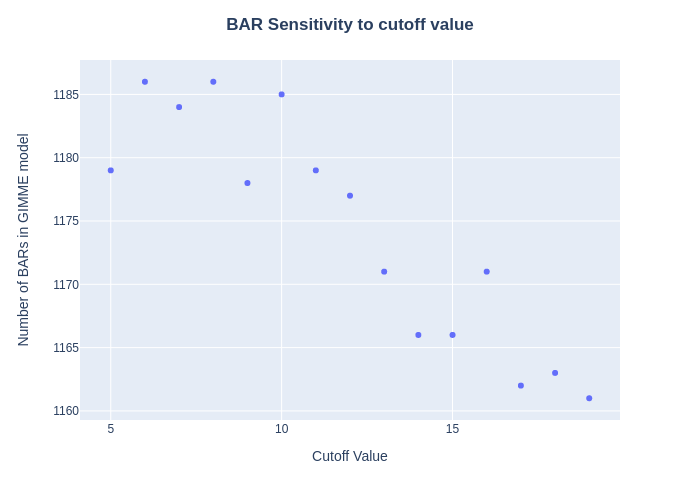 BAR Sensitivity to cutoff value
Number of BARs in GIMME model
1185
1180
1175
1170
1165
1160
5 10 15
Cutoff Value